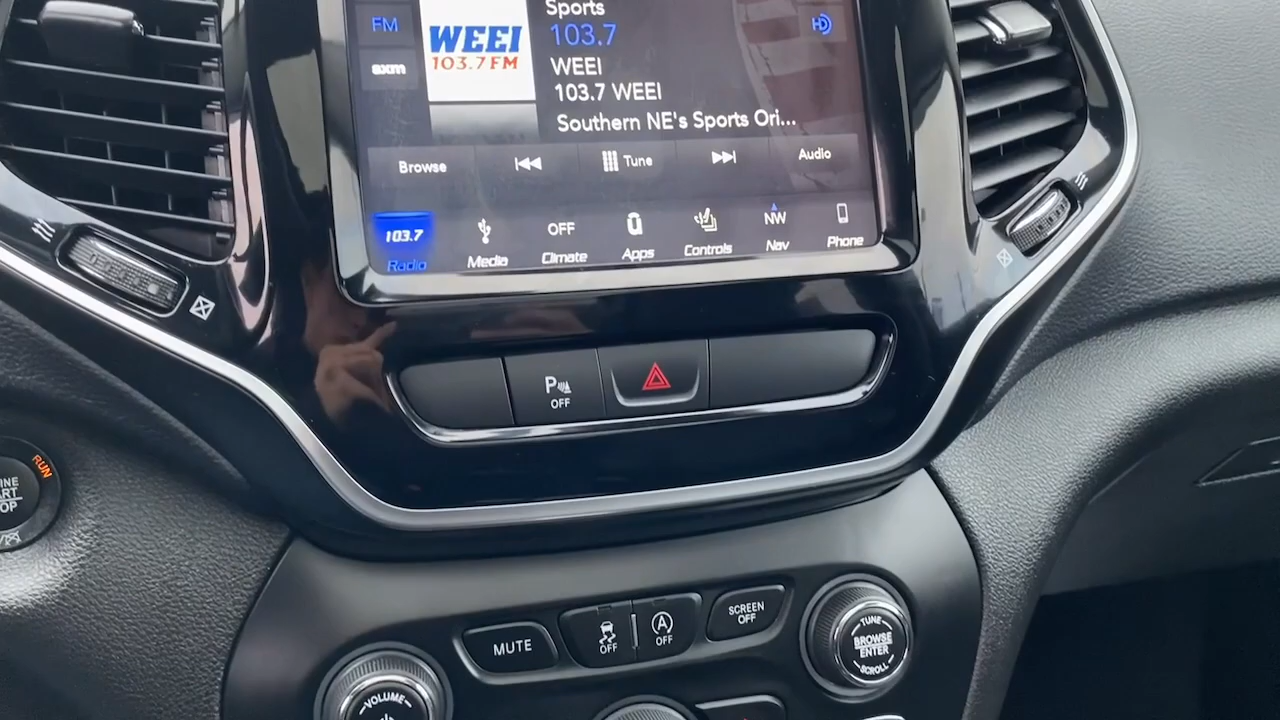 FM
WEEI
103.7 FM
Sports
103.7
WEEI
103.7 WEEI
Southern NE's Sports Ori...
HD
Browse
Tune
Audio
103.7
Radio
Media
OFF
Climate
Apps
Controls
NW
Nav
Phone
P
OFF
RUN
MUTE
OFF
A
OFF
SCREEN
OFF
TUNE
BROWSE
ENTER
SCROLL
VOLUME